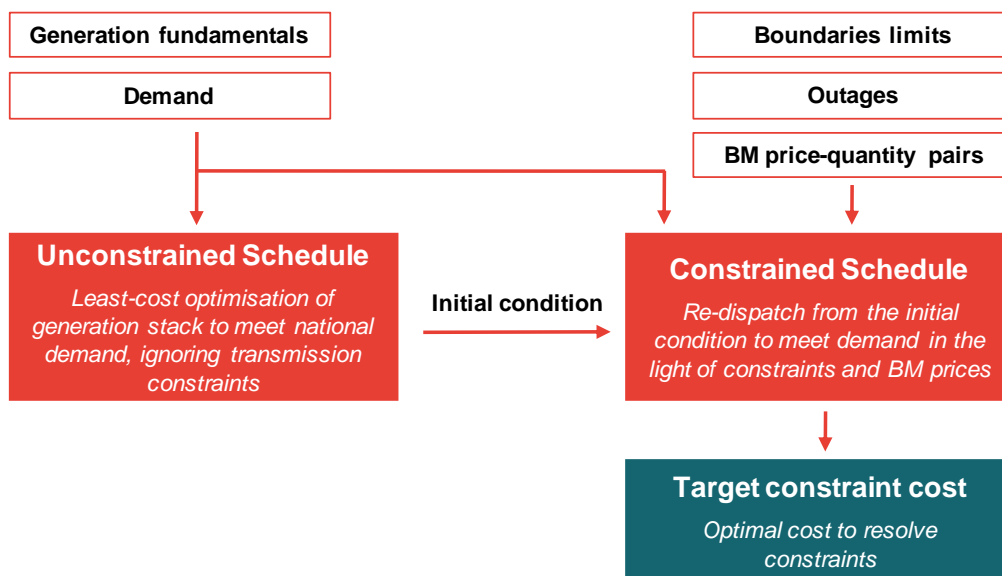 Generation fundamentals
Demand
Boundaries limits
Outages
BM price-quantity pairs
Unconstrained Schedule
Least-cost optimisation of
generation stack to meet national
demand, ignoring transmission
constraints
Initial condition
Constrained Schedule
Re-dispatch from the initial
condition to meet demand in the
light of constraints and BM prices
Target constraint cost
Optimal cost to resolve
constraints